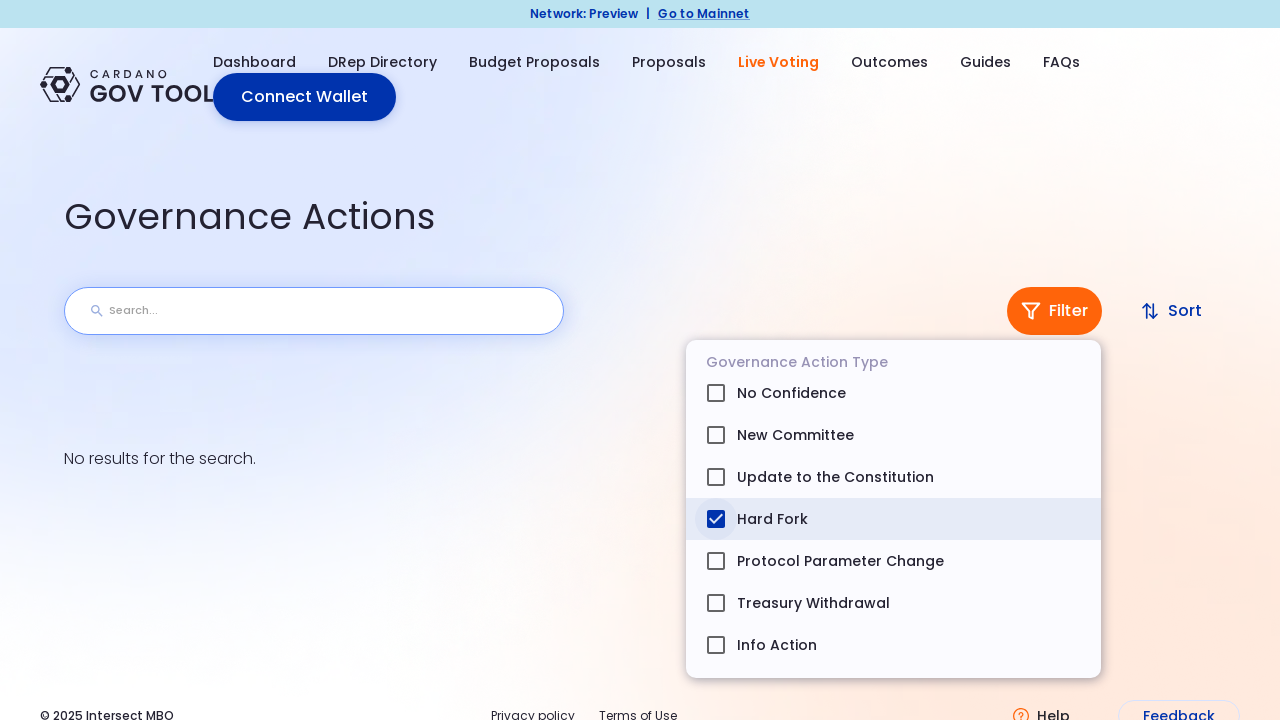 Network: Preview | Go to Mainnet
CARDANO
GOV TOOL
Dashboard DRep Directory Budget Proposals Proposals Live Voting Outcomes Guides FAQs
Connect Wallet
Governance Actions
Search...
Filter
Sort
Governance Action Type
No Confidence
New Committee
Update to the Constitution
Hard Fork
Protocol Parameter Change
Treasury Withdrawal
Info Action
No results for the search.
© 2025 Intersect MBO Privacy policy Terms of Use Help Feedback